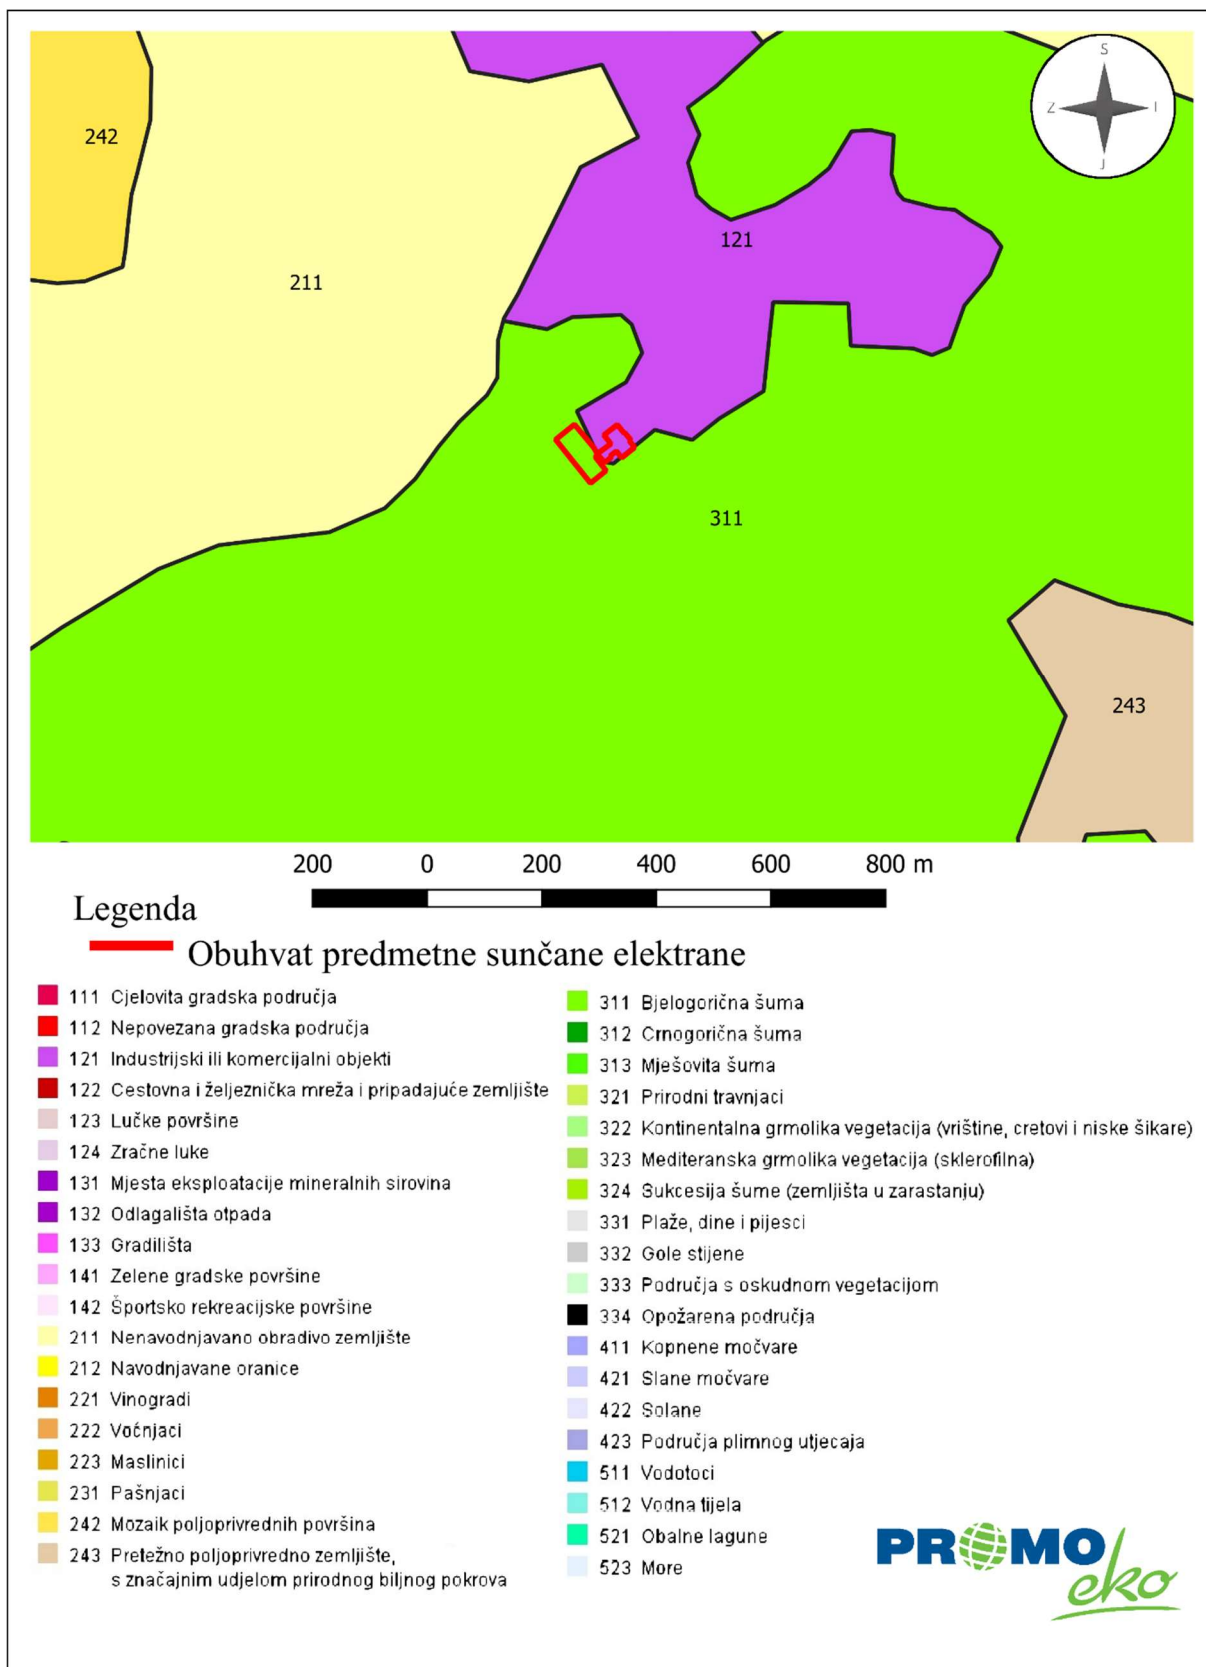 S
Z
I
J
242
211
121
311
243
200 0 200 400 600 800 m
Legenda
Obuhvat predmetne sunčane elektrane
111 Cjelovita gradska područja
112 Nepovezana gradska područja
121 Industrijski ili komercijalni objekti
122 Cestovna i željeznička mreža i pripadajuće zemljište
123 Lučke površine
124 Zračne luke
131 Mjesta eksploatacije mineralnih sirovina
132 Odlagališta otpada
133 Gradilišta
141 Zelene gradske površine
142 Športsko rekreacijske površine
211 Nenavodnjavano obradivo zemljište
212 Navodnjavane oranice
221 Vinogradi
222 Voćnjaci
223 Maslinici
231 Pašnjaci
242 Mozaik poljoprivrednih površina
243 Pretežno poljoprivredno zemljište,
s značajnim udjelom prirodnog biljnog pokrova
311 Bjelogorična šuma
312 Crnogorična šuma
313 Mješovita šuma
321 Prirodni travnjaci
322 Kontinentalna grmolika vegetacija (vrištine, cretovi i niske šikare)
323 Mediteranska grmolika vegetacija (sklerofilna)
324 Sukcesija šume (zemljišta u zarastanju)
331 Plaže, dine i pijesci
332 Gole stijene
333 Područja s oskudnom vegetacijom
334 Opožarena područja
411 Kopnene močvare
421 Slane močvare
422 Solane
423 Područja plimnog utjecaja
511 Vodotoci
512 Vodna tijela
521 Obalne lagune
523 More
PROMO
eko